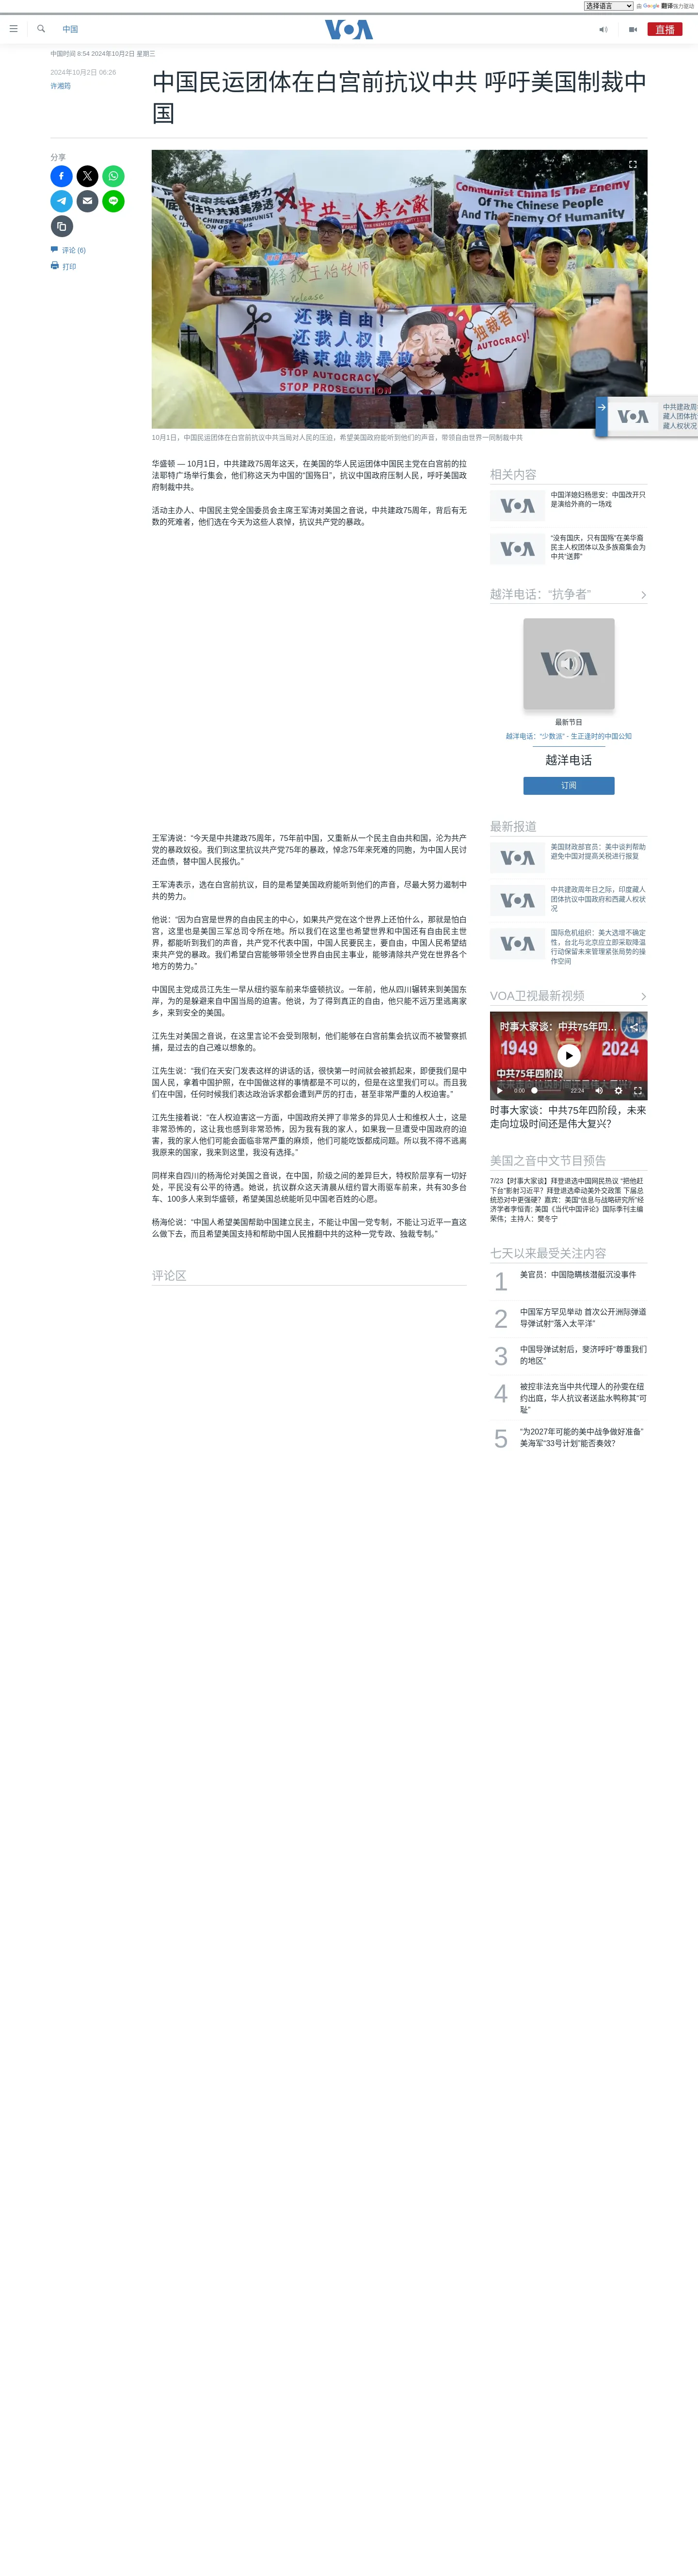 选择语言 由 Google 翻译强力驱动
中国 VOA 直播
中国时间 8:54 2024年10月2日 星期三
2024年10月2日 06:26
许湘筠
中国民运团体在白宫前抗议中共 呼吁美国制裁中
国
分享
评论 (6)
打印
中共=人类公敌
Communist China Is The Enemy
Of The People Of China
And The Enemy Of Humanity
释放王怡牧师
Release
还我自由
结束独裁暴政
STOP AUTOCRACY
STOP PROSECUTION
独裁者
Autocracy!
10月1日，中国民运团体在白宫前抗议中共当局对人民的压迫，希望美国政府能听到他们的声音，带领自由世界一同制裁中共
中共建政周
藏人团体抗
藏人权状况
华盛顿 — 10月1日，中共建政75周年这天，在美国的华人民运团体中国民主党在白宫前的拉
法耶特广场举行集会，他们称这天为中国的“国殇日”，抗议中国政府压制人民，呼吁美国政
府制裁中共。
活动主办人、中国民主党全国委员会主席王军涛对美国之音说，中共建政75周年，背后有无
数的死难者，他们选在今天为这些人哀悼，抗议共产党的暴政。
王军涛说：“今天是中共建政75周年，75年前中国，又重新从一个民主自由共和国，沦为共产
党的暴政奴役。我们到这里抗议共产党75年的暴政，悼念75年来死难的同胞，为中国人民讨
还血债，替中国人民报仇。”
王军涛表示，选在白宫前抗议，目的是希望美国政府能听到他们的声音，尽最大努力遏制中
共的势力。
他说：“因为白宫是世界的自由民主的中心，如果共产党在这个世界上还怕什么，那就是怕白
宫，这里也是美国三军总司令所在地。所以我们在这里也希望世界和中国还有自由民主世
界，都能听到我们的声音，共产党不代表中国，中国人民要民主，要自由，中国人民希望结
束共产党的暴政。我们希望白宫能够带领全世界自由民主事业，能够清除共产党在世界各个
地方的势力。”
中国民主党成员江先生一早从纽约驱车前来华盛顿抗议。一年前，他从四川辗转来到美国东
岸，为的是躲避来自中国当局的迫害。他说，为了得到真正的自由，他只能不远万里逃离家
乡，来到安全的美国。
江先生对美国之音说，在这里言论不会受到限制，他们能够在白宫前集会抗议而不被警察抓
捕，是过去的自己难以想象的。
江先生说：“我们在天安门发表这样的讲话的话，很快第一时间就会被抓起来，即便我们是中
国人民，拿着中国护照，在中国做这样的事情都是不可以的，但是在这里我们可以。而且我
们在中国，任何时候我们表达政治诉求都会遭到严厉的打击，甚至非常严重的人权迫害。”
江先生接着说：“在人权迫害这一方面，中国政府关押了非常多的异见人士和维权人士，这是
非常恐怖的，这让我也感到非常恐怖，因为我有我的家人，如果我一旦遭受中国政府的迫
害，我的家人他们可能会面临非常严重的麻烦，他们可能吃饭都成问题。所以我不得不逃离
我原来的国家，我来到这里，我没有选择。”
同样来自四川的杨海伦对美国之音说，在中国，阶级之间的差异巨大，特权阶层享有一切好
处，平民没有公平的待遇。她说，抗议群众这天清晨从纽约冒大雨驱车前来，共有30多台
车、100多人来到华盛顿，希望美国总统能听见中国老百姓的心愿。
杨海伦说：“中国人希望美国帮助中国建立民主，不能让中国一党专制，不能让习近平一直这
么做下去，而且希望美国支持和帮助中国人民推翻中共的这种一党专政、独裁专制。”
评论区
相关内容
中国洋媳妇杨思安：中国改开只
是演给外商的一场戏
“没有国庆，只有国殇”在美华裔
民主人权团体以及多族裔集会为
中共“送葬”
越洋电话：“抗争者”
最新节目
越洋电话：“少数派” - 生正逢时的中国公知
越洋电话
订阅
最新报道
美国财政部官员：美中谈判帮助
避免中国对提高关税进行报复
中共建政周年日之际，印度藏人
团体抗议中国政府和西藏人权状
况
国际危机组织：美大选增不确定
性，台北与北京应立即采取降温
行动保留未来管理紧张局势的操
作空间
VOA卫视最新视频
时事大家谈：中共75年四...
1949 2024
中共75年四阶段
0:00 22:24
时事大家谈：中共75年四阶段，未来
走向垃圾时间还是伟大复兴？
美国之音中文节目预告
7/23【时事大家谈】拜登退选中国网民热议 “把他赶
下台”影射习近平？拜登退选牵动美外交政策 下届总
统恐对中更强硬？嘉宾：美国“信息与战略研究所”经
济学者李恒青; 美国《当代中国评论》国际季刊主编
荣伟；主持人：樊冬宁
七天以来最受关注内容
1 美官员：中国隐瞒核潜艇沉没事件
2 中国军方罕见举动 首次公开洲际弹道
导弹试射“落入太平洋”
3 中国导弹试射后，斐济呼吁“尊重我们
的地区”
4 被控非法充当中共代理人的孙雯在纽
约出庭，华人抗议者送盐水鸭称其“可
耻”
5 “为2027年可能的美中战争做好准备”
美海军“33号计划”能否奏效？